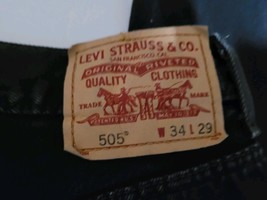 LEVI STRAUSS & CO.
SAN FRANCISCO CAL.
ORIGINAL RIVETED
QUALITY CLOTHING
TRADE MARK
505® W 34 L 29